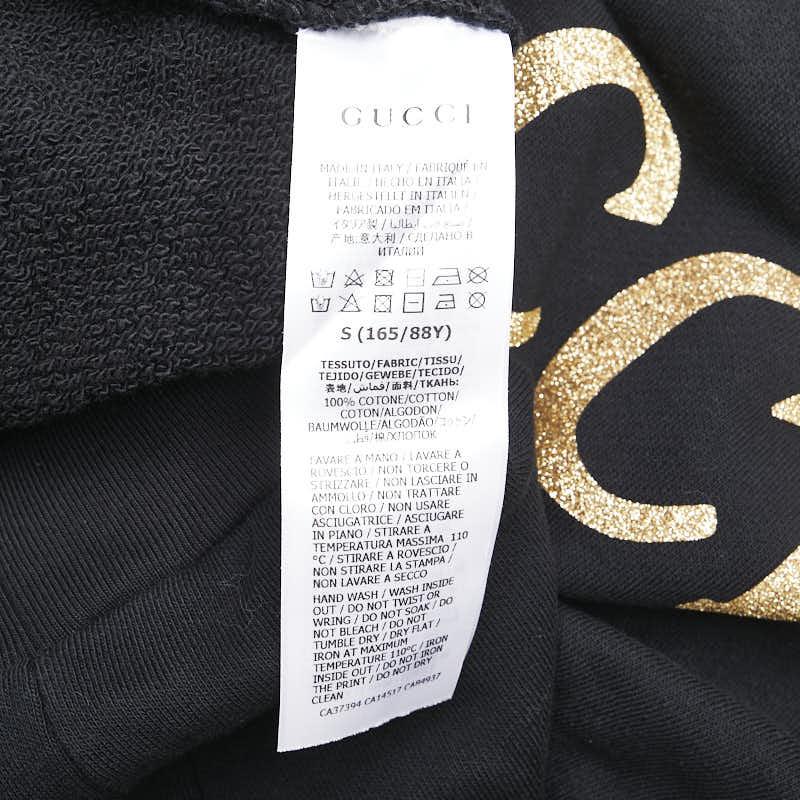 GUCCI
MADE IN ITALY / FABRIQUÉ EN
ITALIE / HECHO EN ITALIA /
HERGESTELLT IN ITALIEN /
FABRICADO EM ITALIA /
イタリア製 / صنع في إيطاليا /
产地:意大利 / СДЕЛАНО В
ИТАЛИИ
S (165/88Y)
TESSUTO/FABRIC/TISSU/
TEJIDO/GEWEBE/TECIDO/
表地/قماش/面料/ТКАНЬ:
100% COTONE/COTTON/
COTON/ALGODON/
BAUMWOLLE/ALGODÃO/コットン/
قطن/棉/ХЛОПОК
LAVARE A MANO / LAVARE A
ROVESCIO / NON TORCERE O
STRIZZARE / NON LASCIARE IN
AMMOLLO / NON TRATTARE
CON CLORO / NON USARE
ASCIUGATRICE / ASCIUGARE
IN PIANO / STIRARE A
TEMPERATURA MASSIMA 110
°C / STIRARE A ROVESCIO /
NON STIRARE LA STAMPA /
NON LAVARE A SECCO
HAND WASH / WASH INSIDE
OUT / DO NOT TWIST OR
WRING / DO NOT SOAK / DO
NOT BLEACH / DO NOT
TUMBLE DRY / DRY FLAT /
IRON AT MAXIMUM
TEMPERATURE 110°C / IRON
INSIDE OUT / DO NOT IRON
THE PRINT / DO NOT DRY
CLEAN
CA37394 CA14517 CA84937